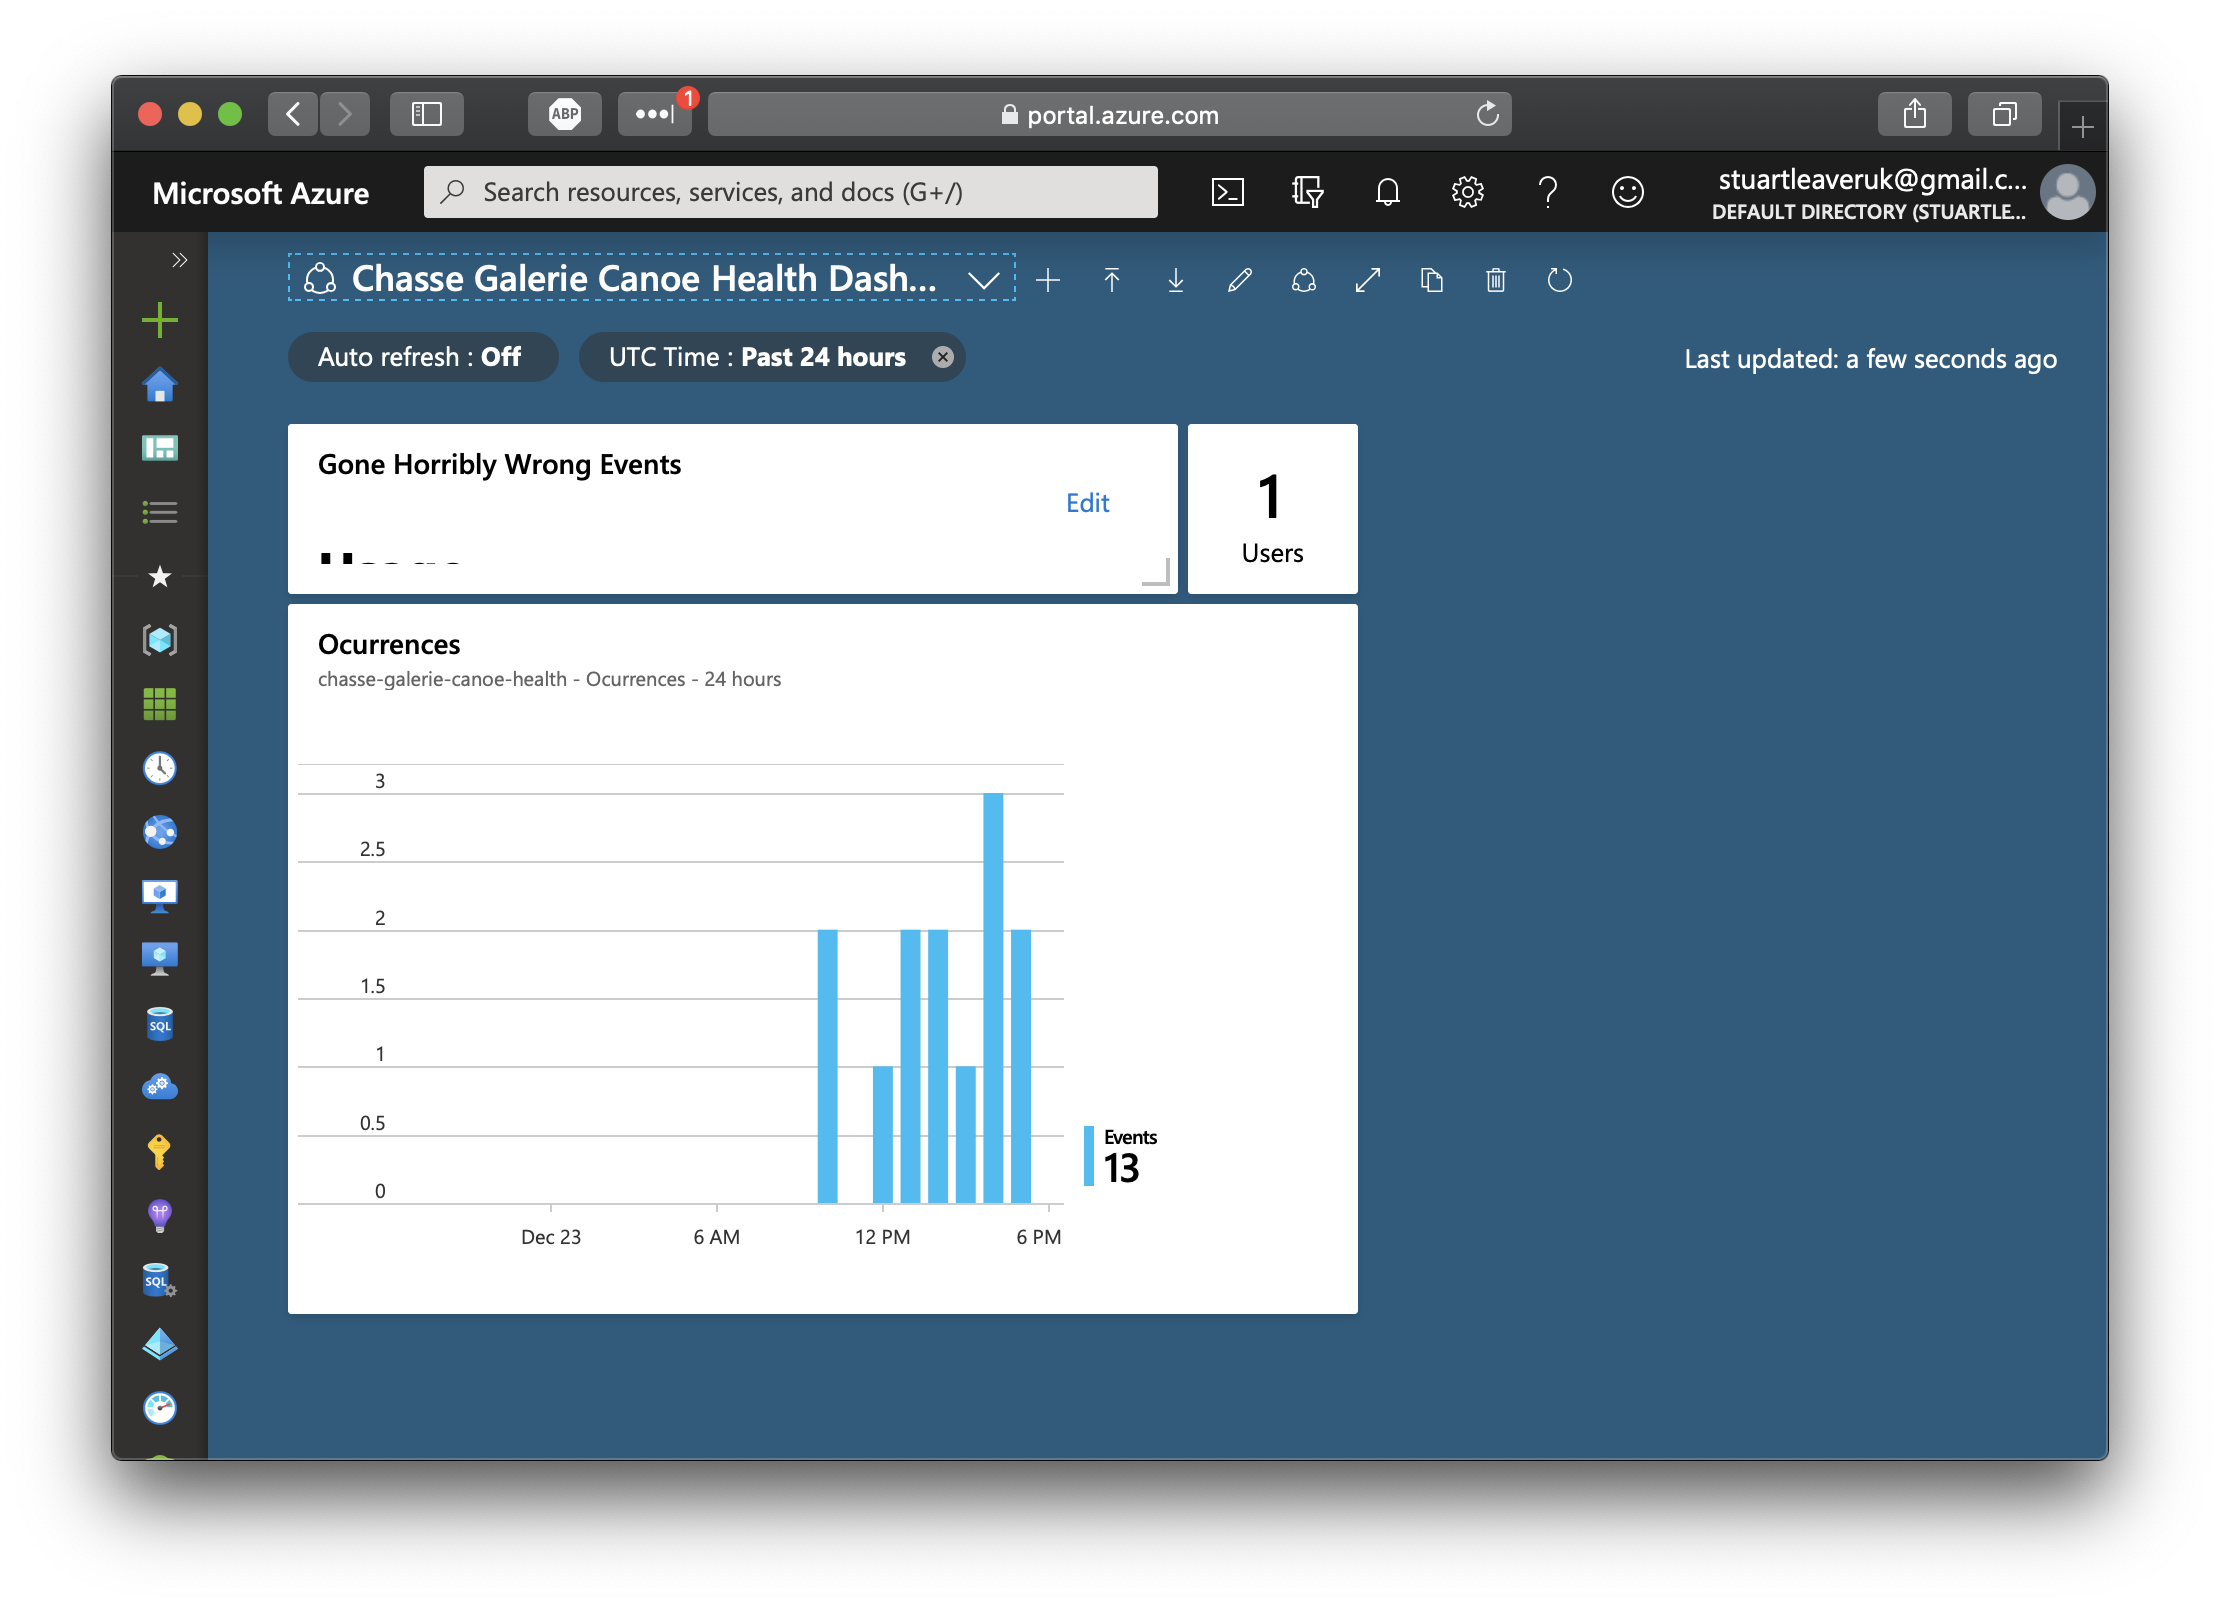 ABP
1
portal.azure.com
Microsoft Azure
Search resources, services, and docs (G+/)
stuartleaveruk@gmail.c...
DEFAULT DIRECTORY (STUARTLE...
Chasse Galerie Canoe Health Dash...
Auto refresh : Off
UTC Time : Past 24 hours
Last updated: a few seconds ago
Gone Horribly Wrong Events
Edit
1
Users
Ocurrences
chasse-galerie-canoe-health - Ocurrences - 24 hours
3
2.5
2
1.5
1
0.5
0
Dec 23
6 AM
12 PM
6 PM
Events
13
SQL
SQL